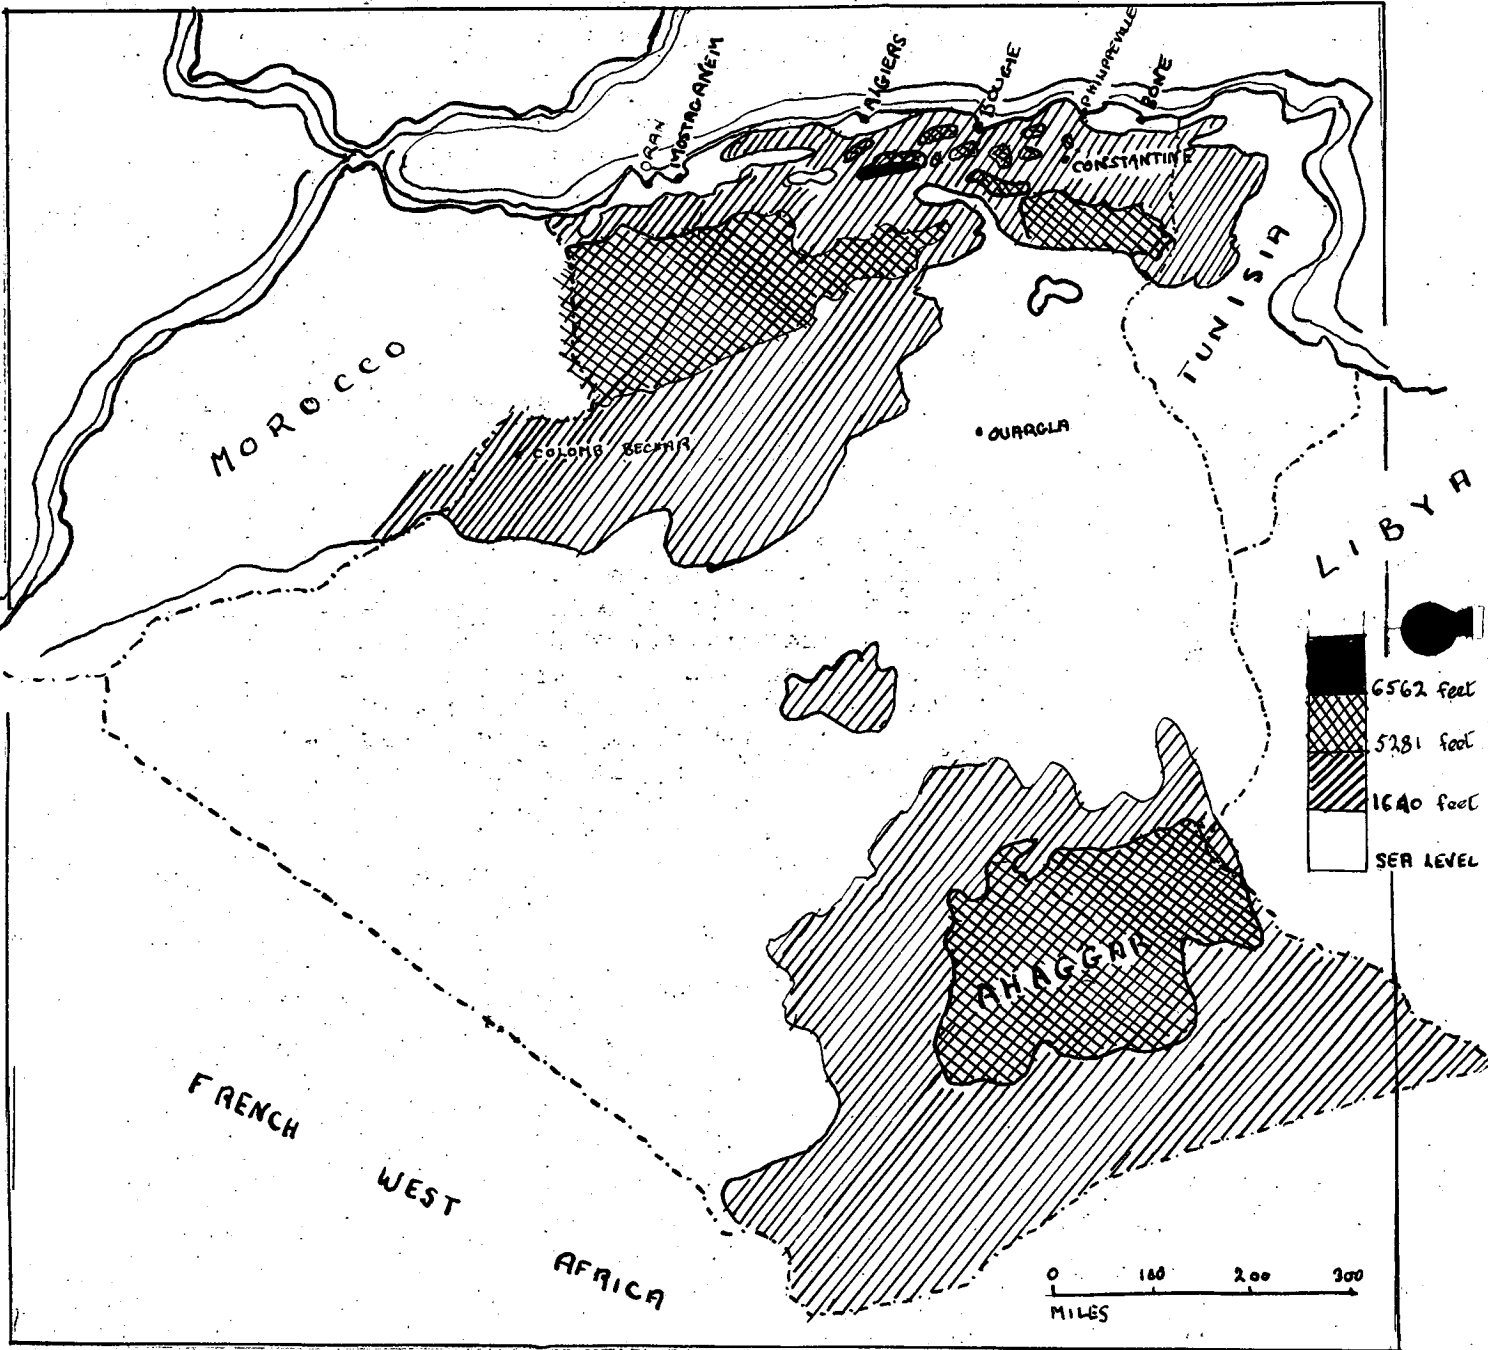 ORAN
MOSTAGANEIM
ALGIERS
BOUGIE
PHILIPPEVILLE
BONE
CONSTANTINE
TUNISIA
MOROCCO
COLOMB BECHAR
OUARGLA
LIBYA
6562 feet
5281 feet
1640 feet
SEA LEVEL
AHAGGAR
FRENCH
WEST
AFRICA
0 100 200 300
MILES